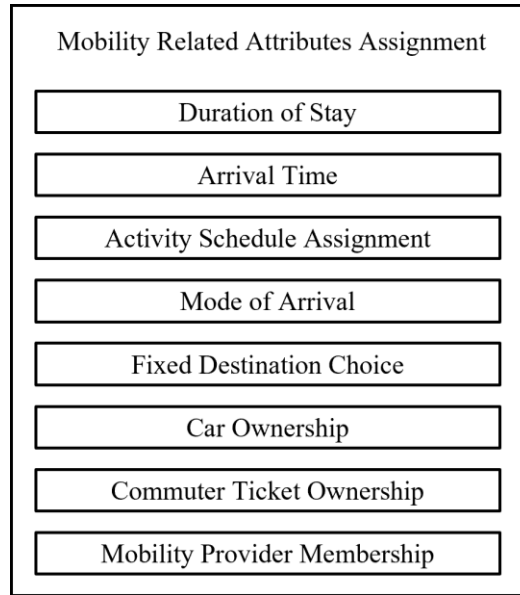 Mobility Related Attributes Assignment
Duration of Stay
Arrival Time
Activity Schedule Assignment
Mode of Arrival
Fixed Destination Choice
Car Ownership
Commuter Ticket Ownership
Mobility Provider Membership